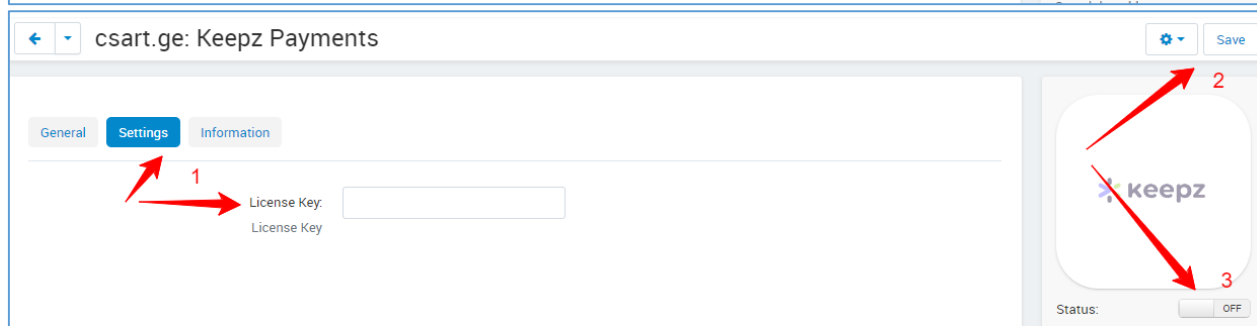 csart.ge: Keepz Payments
Save
2
General Settings Information
1
License Key:
License Key
keepz
3
Status: OFF